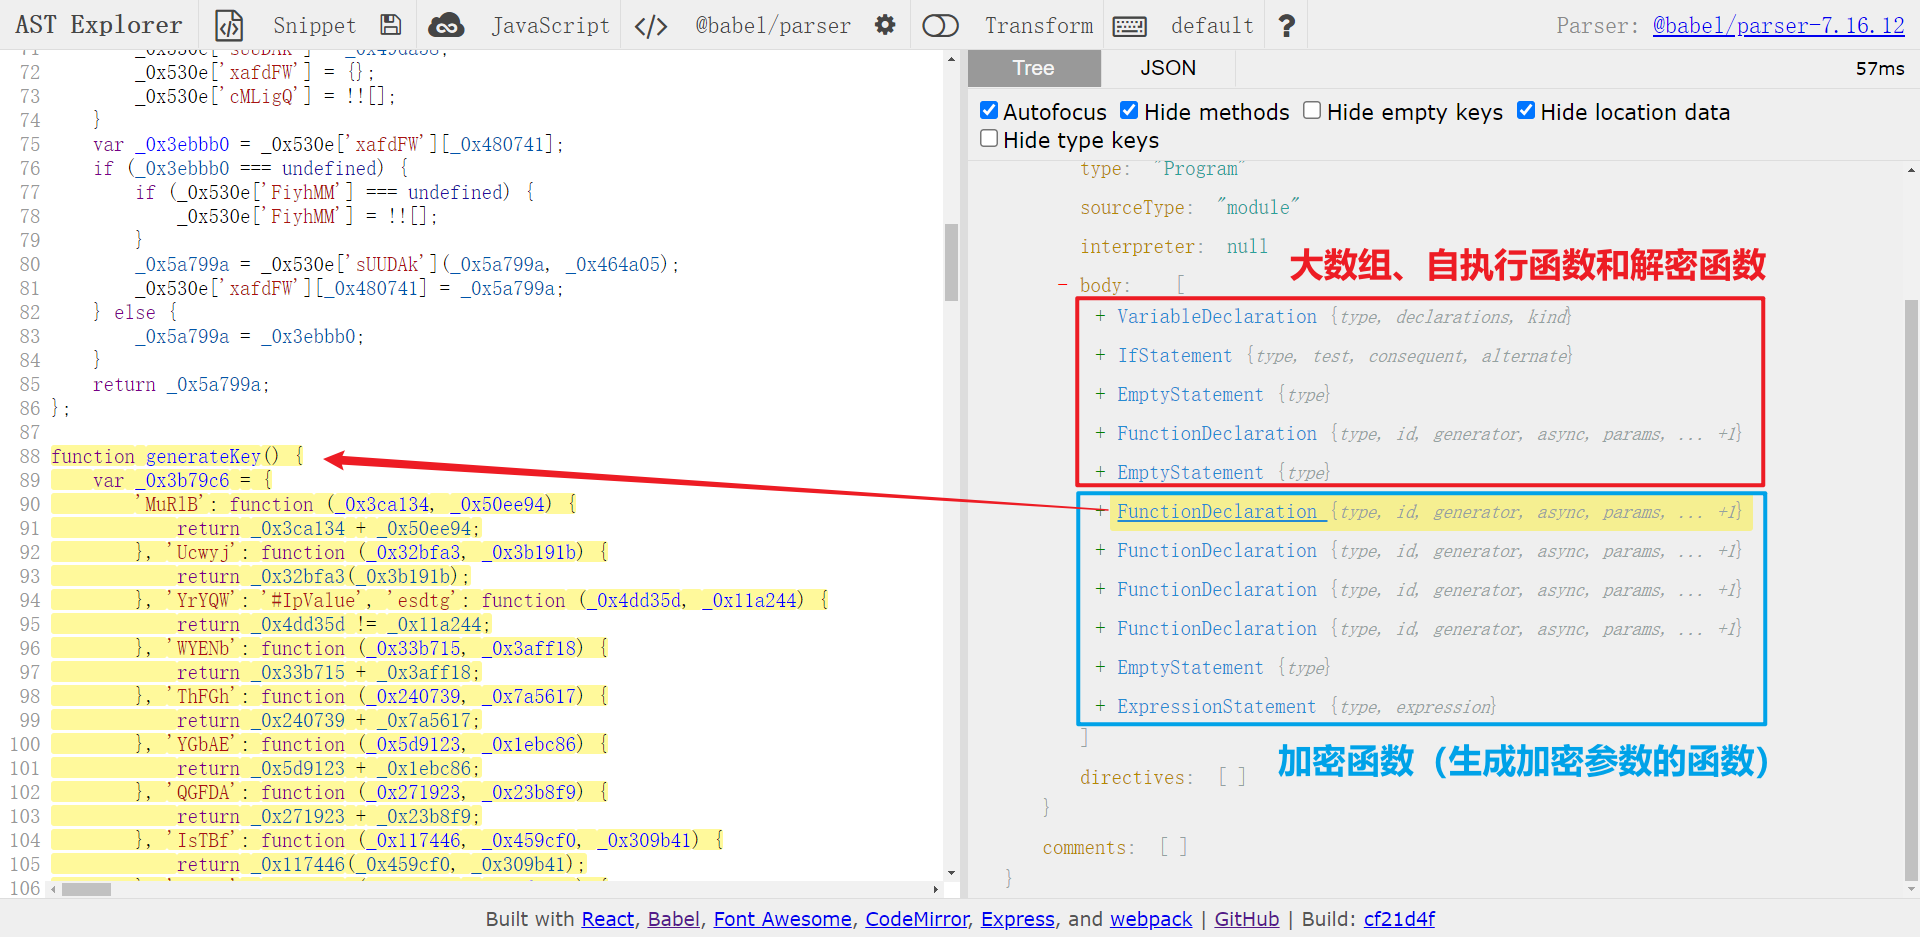 AST Explorer Snippet JavaScript </> @babel/parser Transform default ? Parser: @babel/parser-7.16.12
72 _0x530e['xafdFW'] = {};
73 _0x530e['cMLigQ'] = !![];
74 }
75 var _0x3ebbb0 = _0x530e['xafdFW'][_0x480741];
76 if (_0x3ebbb0 === undefined) {
77 if (_0x530e['FiyhMM'] === undefined) {
78 _0x530e['FiyhMM'] = !![];
79 }
80 _0x5a799a = _0x530e['sUUDAk'](_0x5a799a, _0x464a05);
81 _0x530e['xafdFW'][_0x480741] = _0x5a799a;
82 } else {
83 _0x5a799a = _0x3ebbb0;
84 }
85 return _0x5a799a;
86 };
87
88 function generateKey() {
89 var _0x3b79c6 = {
90 'MuRlB': function (_0x3ca134, _0x50ee94) {
91 return _0x3ca134 + _0x50ee94;
92 }, 'Ucwyj': function (_0x32bfa3, _0x3b191b) {
93 return _0x32bfa3(_0x3b191b);
94 }, 'YrYQW': '#IpValue', 'esdtg': function (_0x4dd35d, _0x11a244) {
95 return _0x4dd35d != _0x11a244;
96 }, 'WYENb': function (_0x33b715, _0x3aff18) {
97 return _0x33b715 + _0x3aff18;
98 }, 'ThFGh': function (_0x240739, _0x7a5617) {
99 return _0x240739 + _0x7a5617;
100 }, 'YGbAE': function (_0x5d9123, _0x1ebc86) {
101 return _0x5d9123 + _0x1ebc86;
102 }, 'QGFDA': function (_0x271923, _0x23b8f9) {
103 return _0x271923 + _0x23b8f9;
104 }, 'IsTBf': function (_0x117446, _0x459cf0, _0x309b41) {
105 return _0x117446(_0x459cf0, _0x309b41);
106
Tree JSON 57ms
Autofocus Hide methods Hide empty keys Hide location data
Hide type keys
type: "Program"
sourceType: "module"
interpreter: null
大数组、自执行函数和解密函数
- body: [
+ VariableDeclaration {type, declarations, kind}
+ IfStatement {type, test, consequent, alternate}
+ EmptyStatement {type}
+ FunctionDeclaration {type, id, generator, async, params, ... +1}
+ EmptyStatement {type}
+ FunctionDeclaration {type, id, generator, async, params, ... +1}
+ FunctionDeclaration {type, id, generator, async, params, ... +1}
+ FunctionDeclaration {type, id, generator, async, params, ... +1}
+ FunctionDeclaration {type, id, generator, async, params, ... +1}
+ EmptyStatement {type}
+ ExpressionStatement {type, expression}
]
加密函数（生成加密参数的函数）
directives: [ ]
}
comments: [ ]
}
Built with React, Babel, Font Awesome, CodeMirror, Express, and webpack | GitHub | Build: cf21d4f